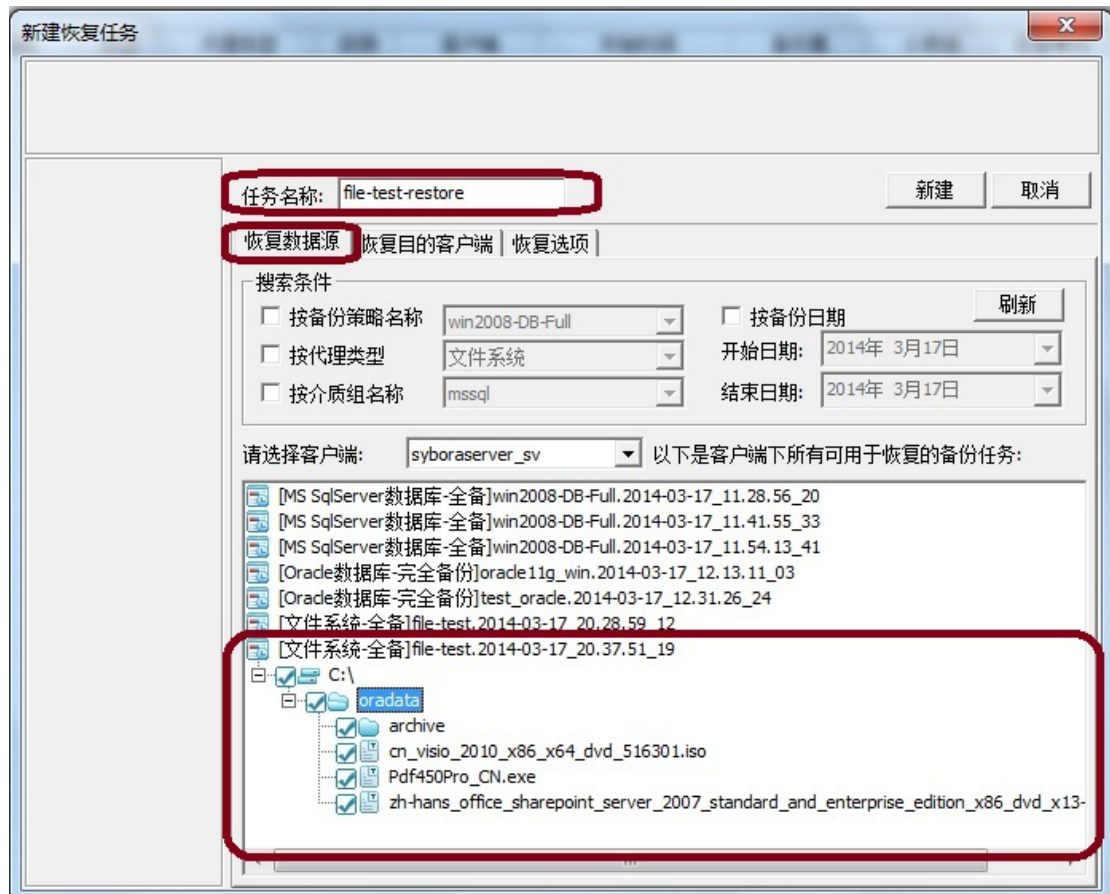 新建恢复任务
任务名称: file-test-restore 新建 取消
恢复数据源 恢复目的客户端 恢复选项
搜索条件
按备份策略名称 win2008-DB-Full 按备份日期 刷新
按代理类型 文件系统 开始日期: 2014年 3月17日
按介质组名称 mssql 结束日期: 2014年 3月17日
请选择客户端: syboraserver_sv 以下是客户端下所有可用于恢复的备份任务:
[MS SqlServer数据库-全备]win2008-DB-Full.2014-03-17_11.28.56_20
[MS SqlServer数据库-全备]win2008-DB-Full.2014-03-17_11.41.55_33
[MS SqlServer数据库-全备]win2008-DB-Full.2014-03-17_11.54.13_41
[Oracle数据库-完全备份]oracle11g_win.2014-03-17_12.13.11_03
[Oracle数据库-完全备份]test_oracle.2014-03-17_12.31.26_24
[文件系统-全备]file-test.2014-03-17_20.28.59_12
[文件系统-全备]file-test.2014-03-17_20.37.51_19
C:\
oradata
archive
cn_visio_2010_x86_x64_dvd_516301.iso
Pdf450Pro_CN.exe
zh-hans_office_sharepoint_server_2007_standard_and_enterprise_edition_x86_dvd_x13-